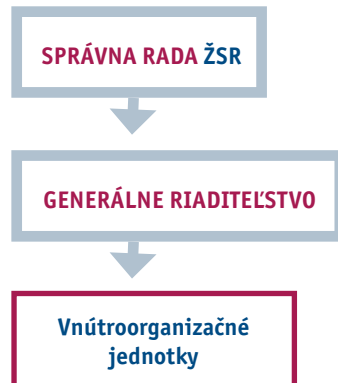 SPRÁVNA RADA ŽSR
GENERÁLNE RIADITEĽSTVO
Vnútroorganizačné
jednotky